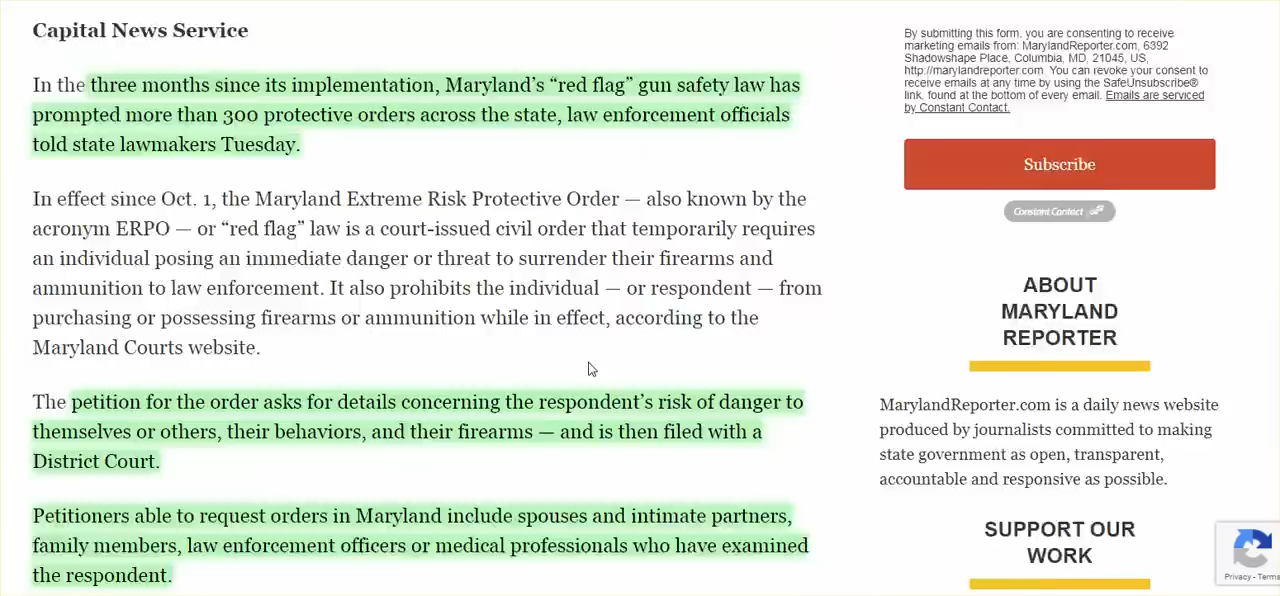 Capital News Service
In the three months since its implementation, Maryland’s “red flag” gun safety law has
prompted more than 300 protective orders across the state, law enforcement officials
told state lawmakers Tuesday.
In effect since Oct. 1, the Maryland Extreme Risk Protective Order — also known by the
acronym ERPO — or “red flag” law is a court-issued civil order that temporarily requires
an individual posing an immediate danger or threat to surrender their firearms and
ammunition to law enforcement. It also prohibits the individual — or respondent — from
purchasing or possessing firearms or ammunition while in effect, according to the
Maryland Courts website.
The petition for the order asks for details concerning the respondent’s risk of danger to
themselves or others, their behaviors, and their firearms — and is then filed with a
District Court.
Petitioners able to request orders in Maryland include spouses and intimate partners,
family members, law enforcement officers or medical professionals who have examined
the respondent.
By submitting this form, you are consenting to receive
marketing emails from: MarylandReporter.com, 6392
Shadowshape Place, Columbia, MD, 21045, US,
http://marylandreporter.com. You can revoke your consent to
receive emails at any time by using the SafeUnsubscribe®
link, found at the bottom of every email. Emails are serviced
by Constant Contact.
Subscribe
Constant Contact
ABOUT
MARYLAND
REPORTER
MarylandReporter.com is a daily news website
produced by journalists committed to making
state government as open, transparent,
accountable and responsive as possible.
SUPPORT OUR
WORK
Privacy - Terms